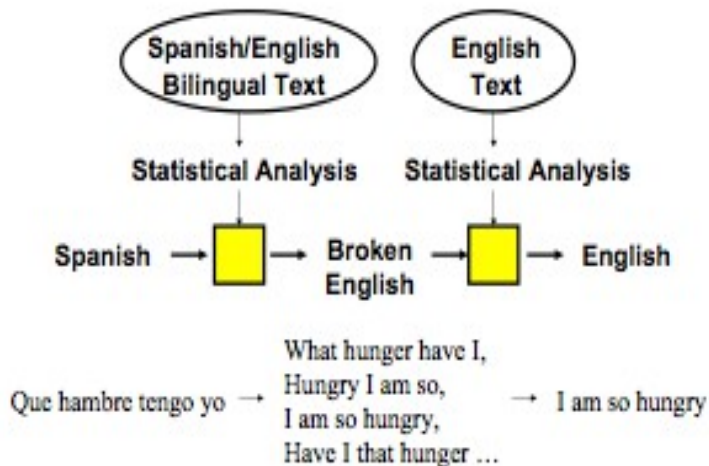 Spanish/English
Bilingual Text
English
Text
Statistical Analysis
Statistical Analysis
Spanish
Broken
English
English
Que hambre tengo yo
What hunger have I,
Hungry I am so,
I am so hungry,
Have I that hunger ...
I am so hungry